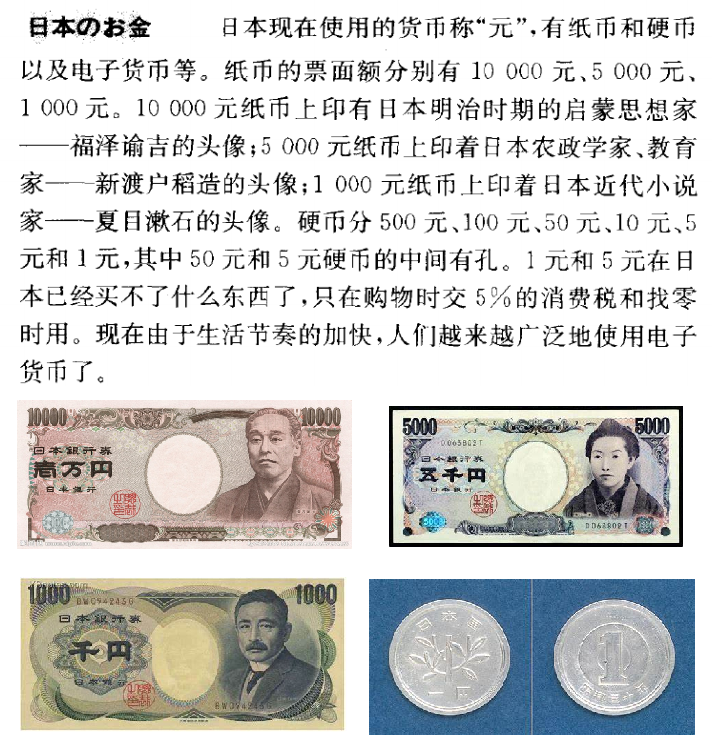 日本のお金 日本现在使用的货币称“元”,有纸币和硬币
以及电子货币等。纸币的票面额分别有 10 000 元、5 000 元、
1 000 元。10 000 元纸币上印有日本明治时期的启蒙思想家
——福泽谕吉的头像;5 000 元纸币上印着日本农政学家、教育
家——新渡户稻造的头像;1 000 元纸币上印着日本近代小说
家——夏目漱石的头像。硬币分 500 元、100 元、50 元、10 元、5
元和 1 元,其中 50 元和 5 元硬币的中间有孔。1 元和 5 元在日
本已经买不了什么东西了,只在购物时交 5%的消费税和找零
时用。现在由于生活节奏的加快,人们越来越广泛地使用电子
货币了。
10000 10000
日本銀行券
壱万円
日本銀行
5000 5000
DD63802T
日本銀行券
五千円
日本銀行
5000
DD63802T
1000 1000
BW094245G
日本銀行券
千円
日本銀行
BW094245G
日本国
一円
1